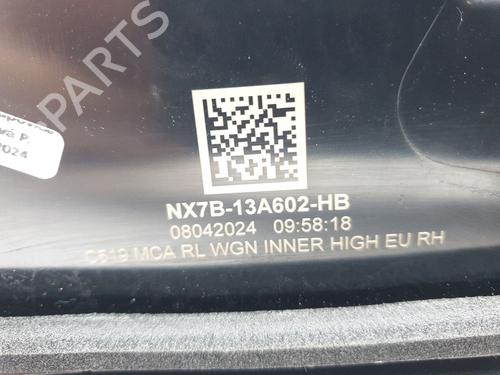 NX7B-13A602-HB
08042024 09:58:18
C519 MCA RL WGN INNER HIGH EU RH
PARTS
2024